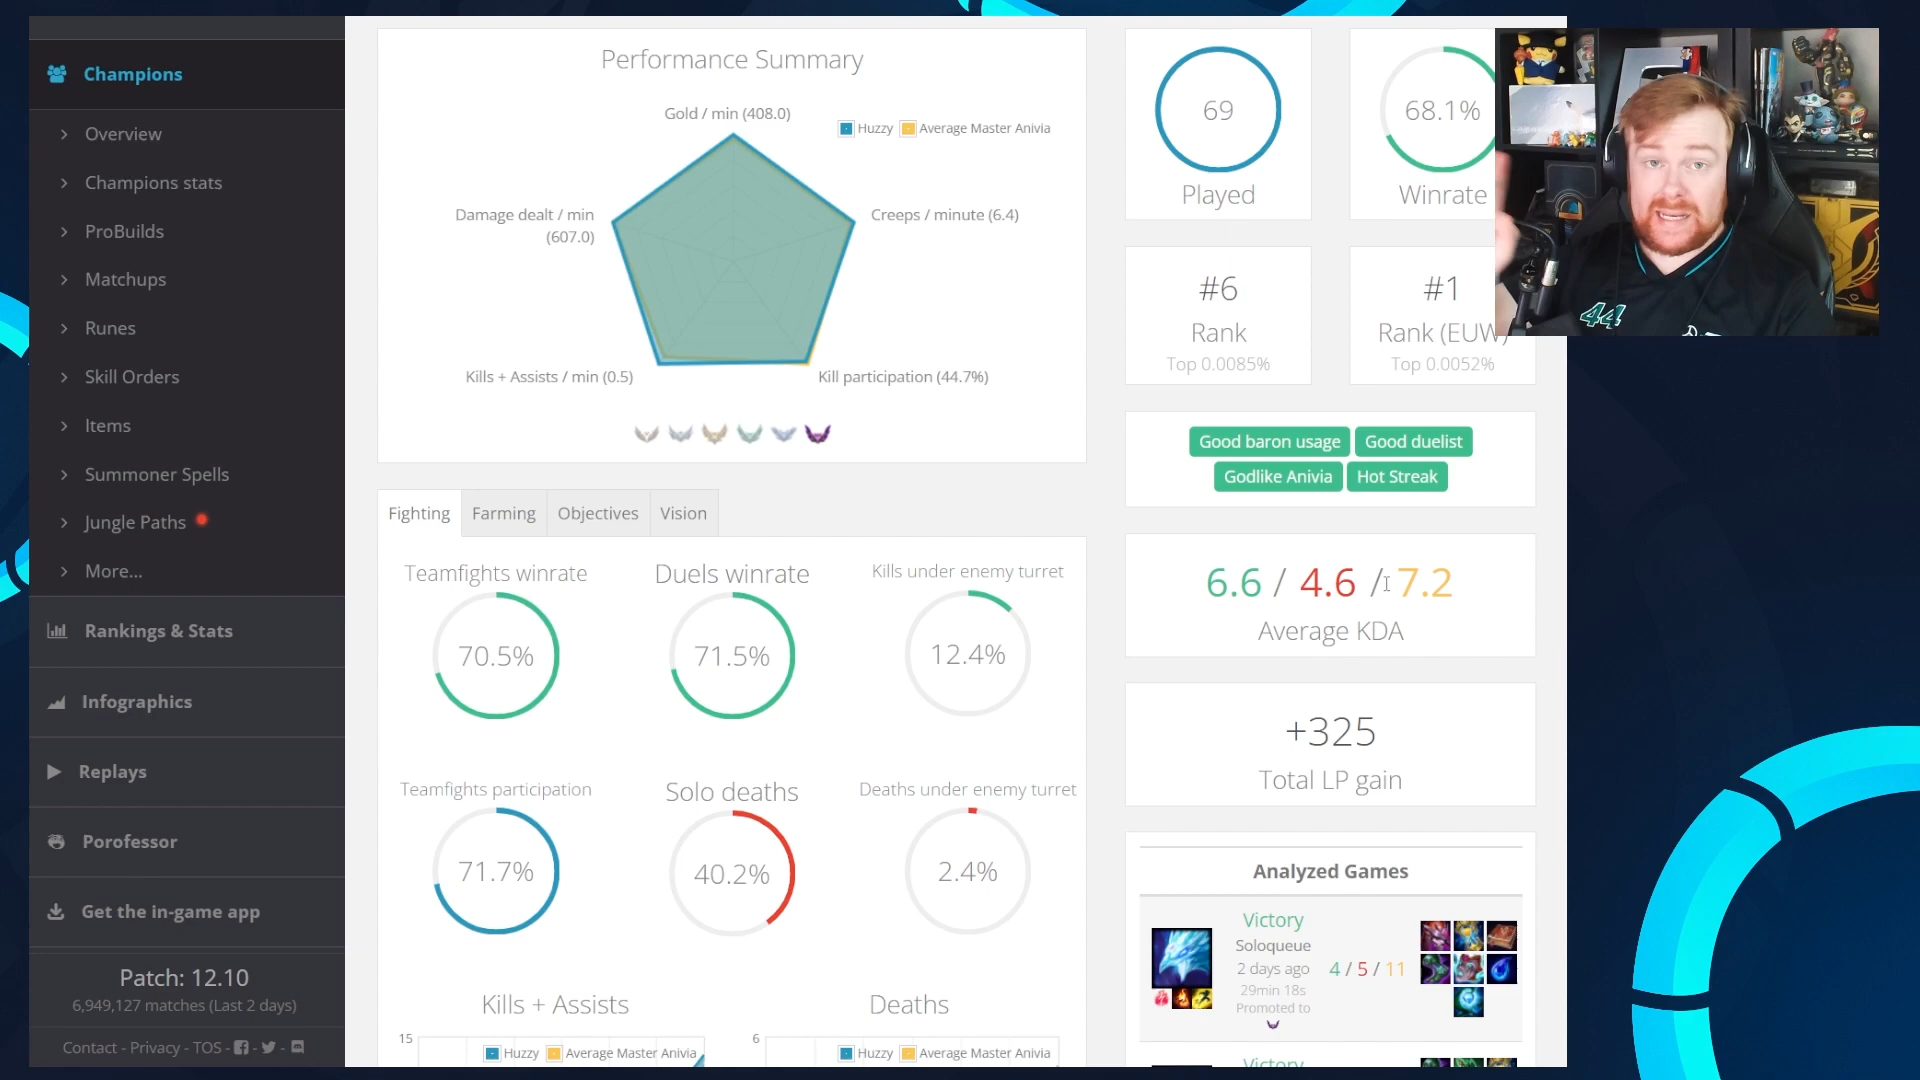 Champions
Overview
Champions stats
ProBuilds
Matchups
Runes
Skill Orders
Items
Summoner Spells
Jungle Paths
More...
Rankings & Stats
Infographics
Replays
Porofessor
Get the in-game app
Patch: 12.10
6,949,127 matches (Last 2 days)
Contact - Privacy - TOS -
Performance Summary
Gold / min (408.0)
Huzzy Average Master Anivia
Damage dealt / min
(607.0)
Creeps / minute (6.4)
Kills + Assists / min (0.5)
Kill participation (44.7%)
Fighting Farming Objectives Vision
Teamfights winrate Duels winrate Kills under enemy turret
70.5% 71.5% 12.4%
Teamfights participation Solo deaths Deaths under enemy turret
71.7% 40.2% 2.4%
Kills + Assists Deaths
15
Huzzy Average Master Anivia
6
Huzzy Average Master Anivia
69
Played
68.1%
Winrate
#6
Rank
Top 0.0085%
#1
Rank (EUW)
Top 0.0052%
Good baron usage Good duelist
Godlike Anivia Hot Streak
6.6 / 4.6 / 7.2
Average KDA
+325
Total LP gain
Analyzed Games
Victory
Soloqueue
2 days ago
29min 18s
Promoted to
4 / 5 / 11
Victory
44